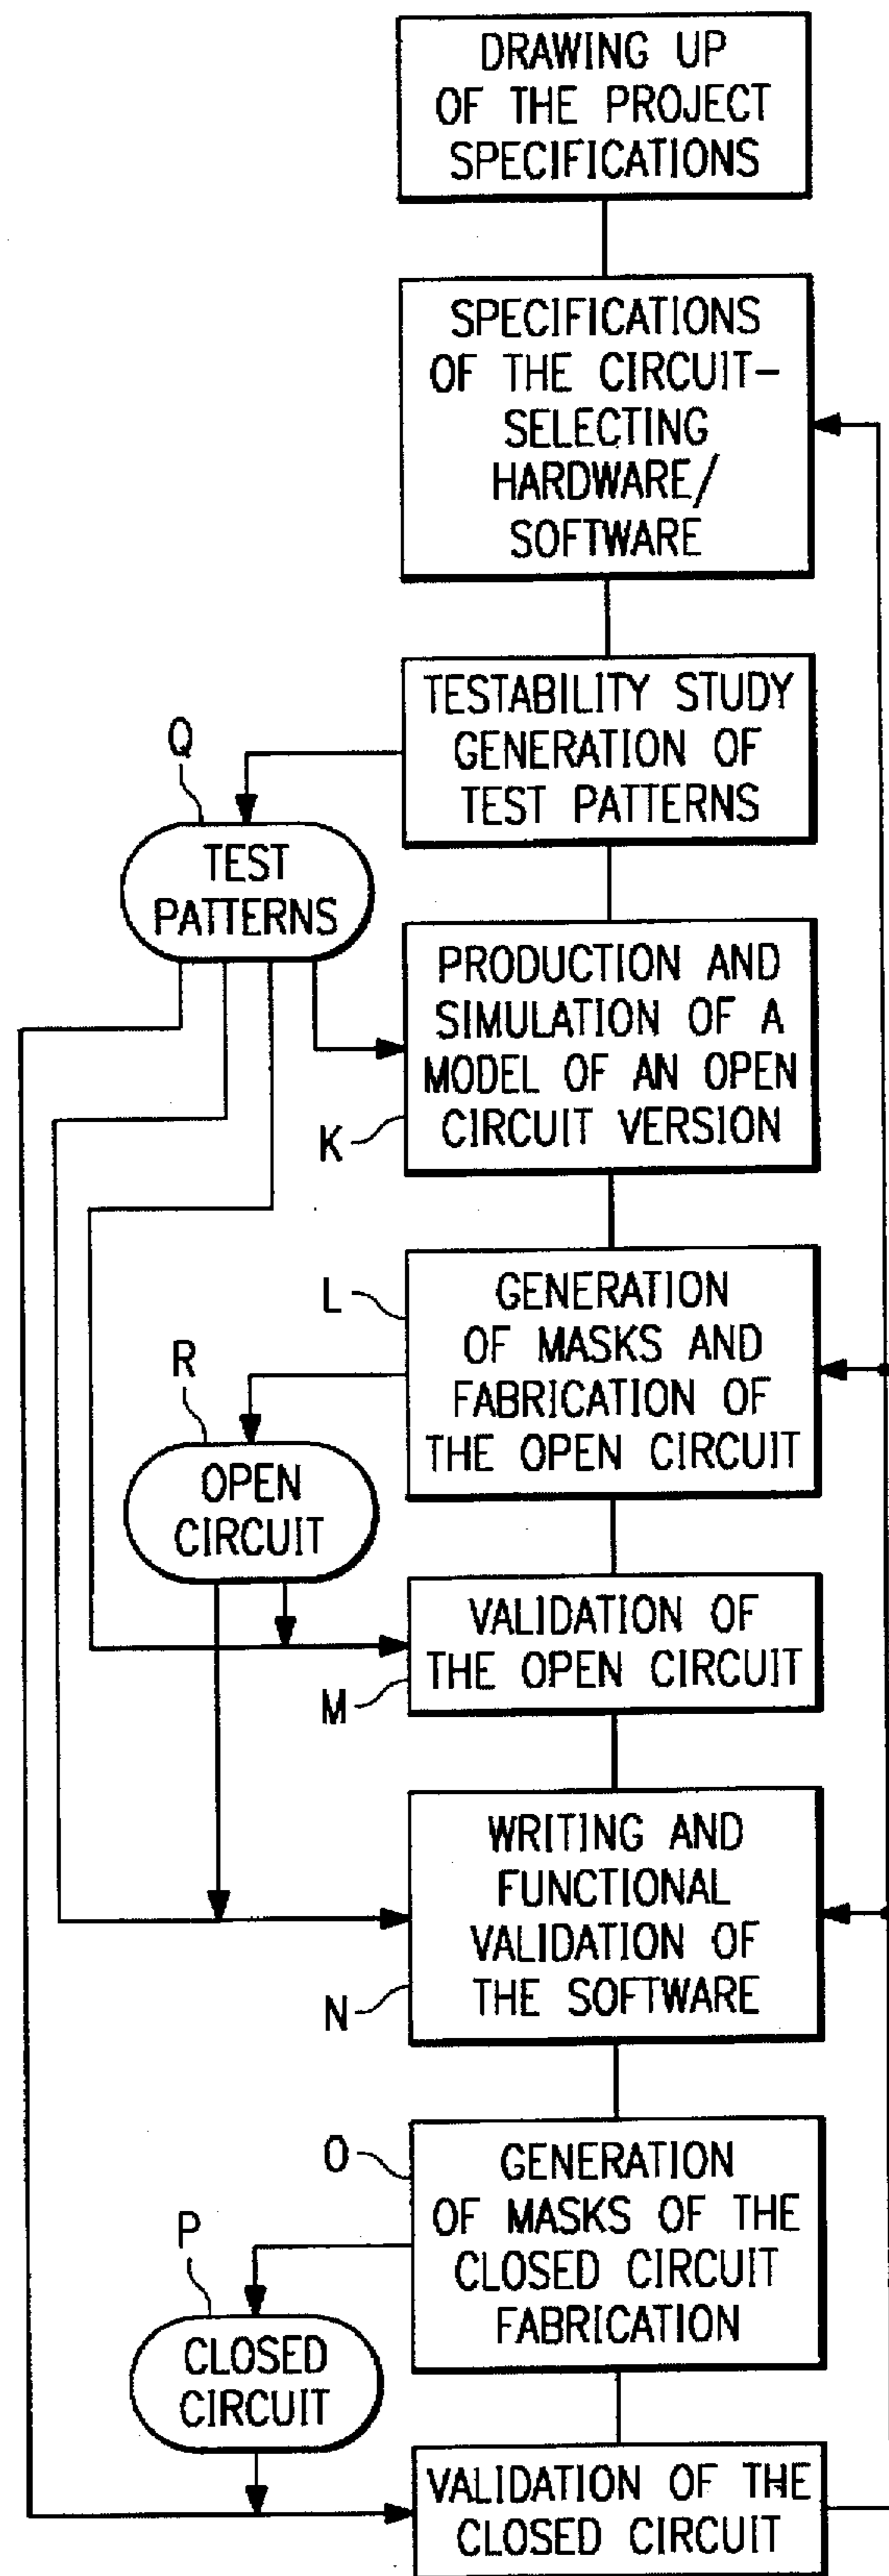 DRAWING UP
OF THE PROJECT
SPECIFICATIONS
SPECIFICATIONS
OF THE CIRCUIT-
SELECTING
HARDWARE/
SOFTWARE
TESTABILITY STUDY
GENERATION OF
TEST PATTERNS
Q
TEST
PATTERNS
PRODUCTION AND
SIMULATION OF A
MODEL OF AN OPEN
CIRCUIT VERSION
K
L
GENERATION
OF MASKS AND
FABRICATION OF
THE OPEN CIRCUIT
R
OPEN
CIRCUIT
VALIDATION OF
THE OPEN CIRCUIT
M
WRITING AND
FUNCTIONAL
VALIDATION OF
THE SOFTWARE
N
O
GENERATION
OF MASKS OF THE
CLOSED CIRCUIT
FABRICATION
P
CLOSED
CIRCUIT
VALIDATION OF THE
CLOSED CIRCUIT